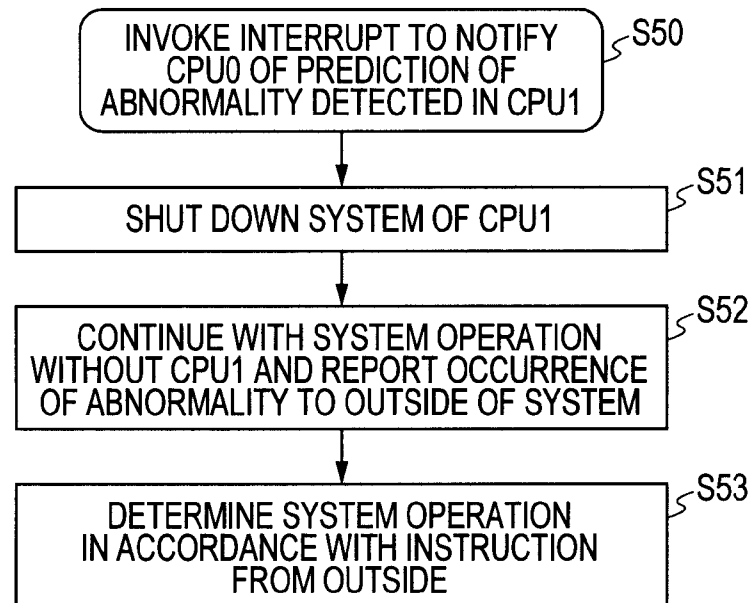 INVOKE INTERRUPT TO NOTIFY
CPU0 OF PREDICTION OF
ABNORMALITY DETECTED IN CPU1
S50
SHUT DOWN SYSTEM OF CPU1
S51
CONTINUE WITH SYSTEM OPERATION
WITHOUT CPU1 AND REPORT OCCURRENCE
OF ABNORMALITY TO OUTSIDE OF SYSTEM
S52
DETERMINE SYSTEM OPERATION
IN ACCORDANCE WITH INSTRUCTION
FROM OUTSIDE
S53